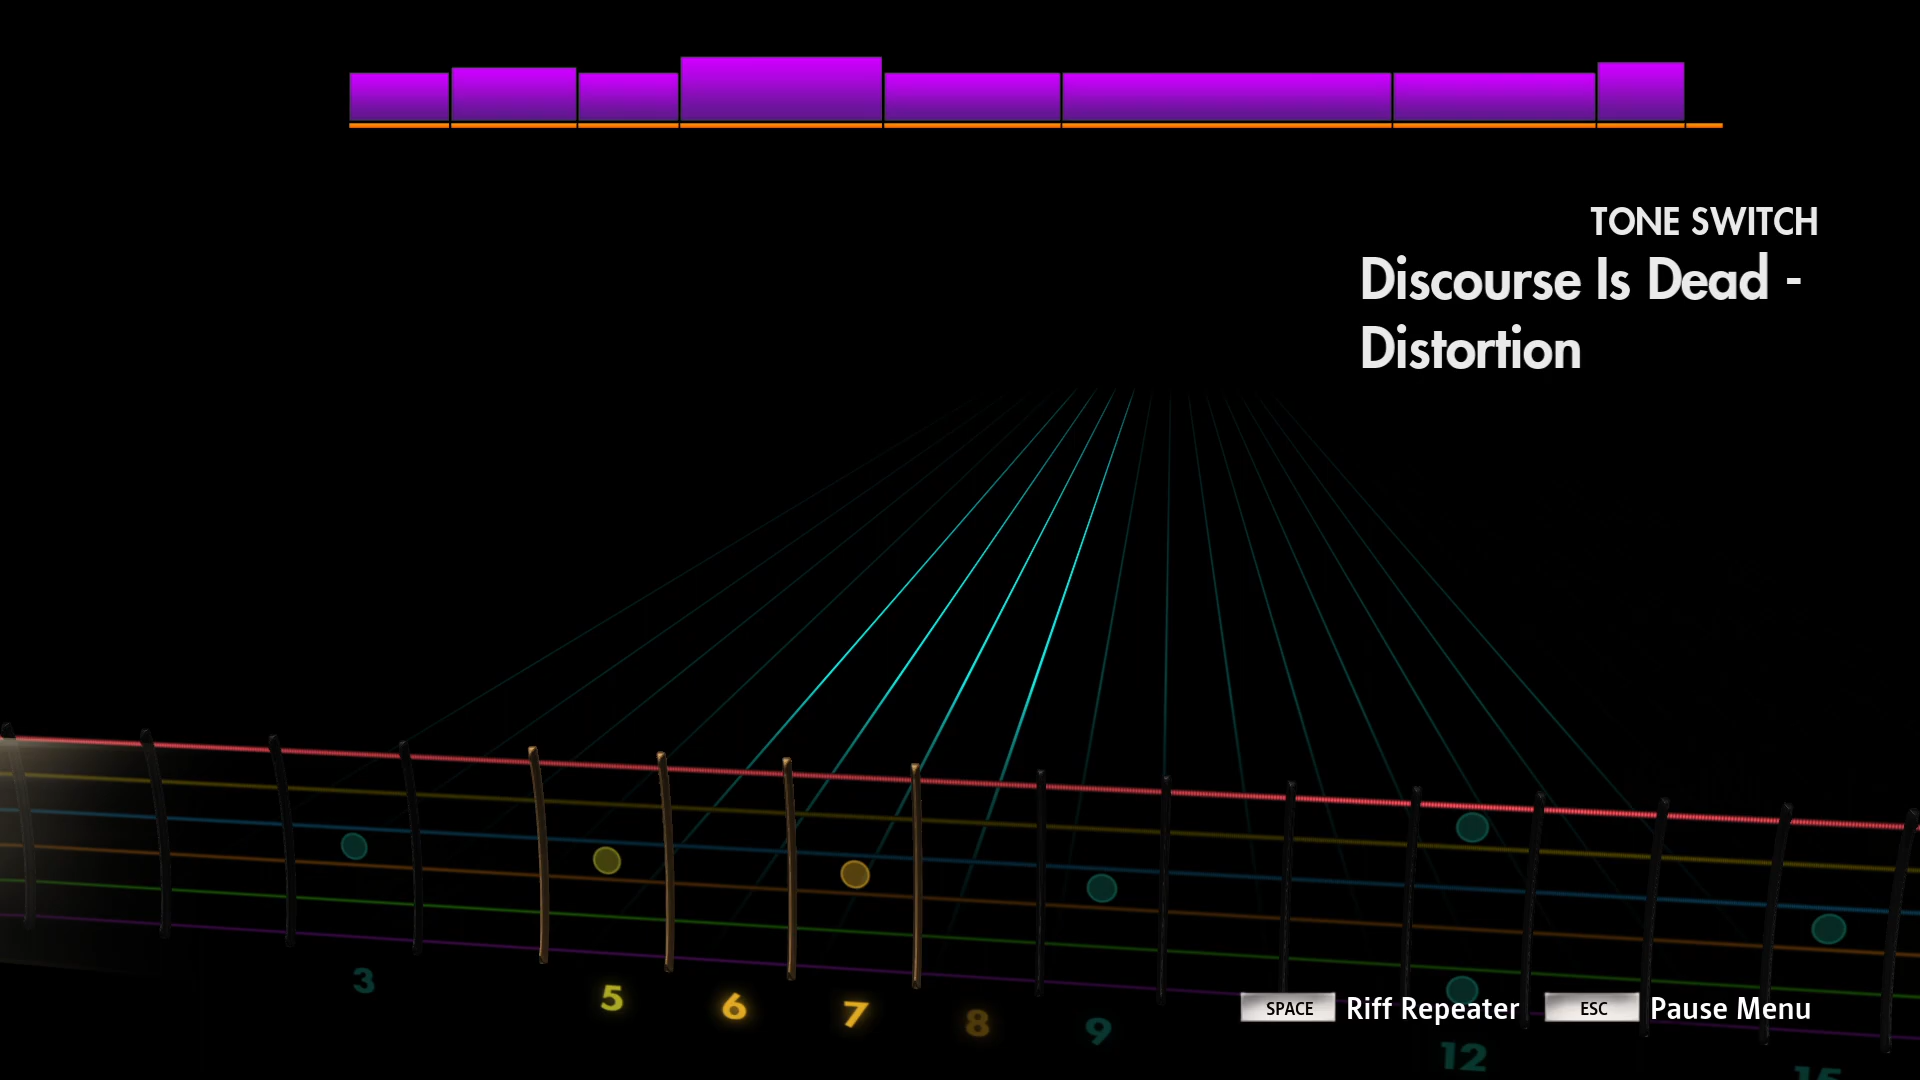 TONE SWITCH
Discourse Is Dead -
Distortion
3
5
6
7
8
9
12
15
SPACE Riff Repeater ESC Pause Menu